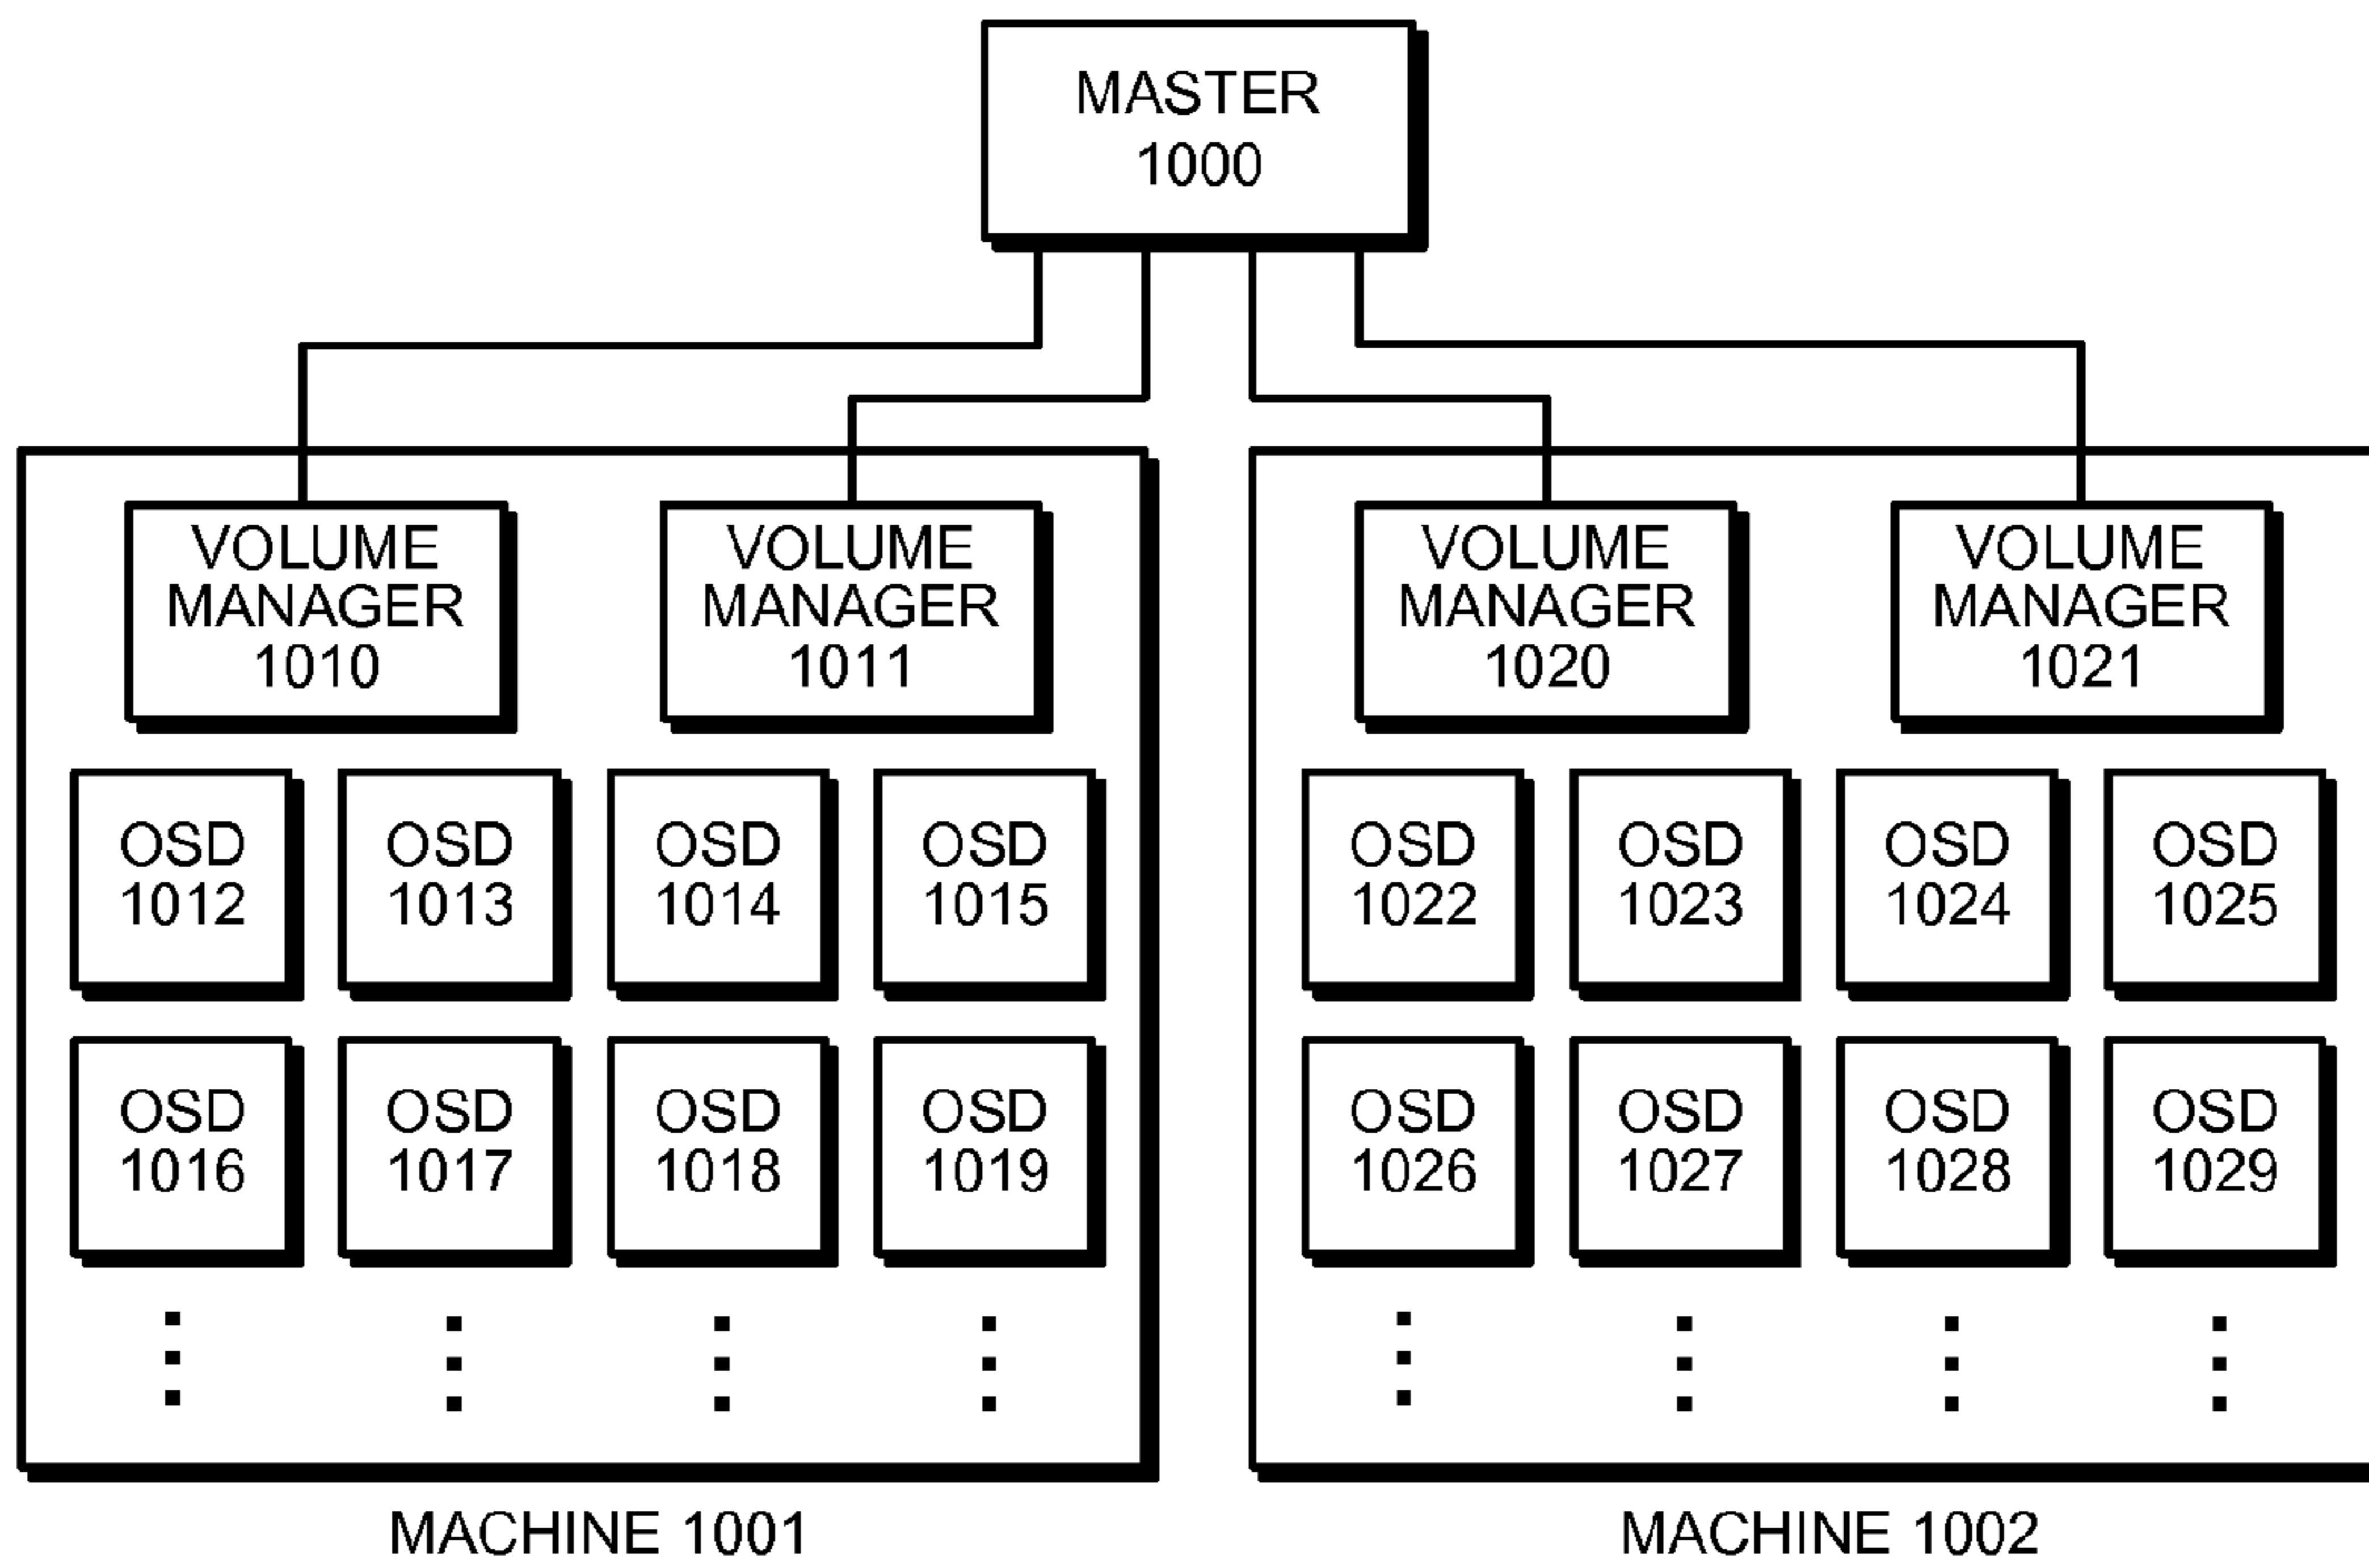 MASTER
1000
VOLUME
MANAGER
1010
VOLUME
MANAGER
1011
VOLUME
MANAGER
1020
VOLUME
MANAGER
1021
OSD
1012
OSD
1013
OSD
1014
OSD
1015
OSD
1022
OSD
1023
OSD
1024
OSD
1025
OSD
1016
OSD
1017
OSD
1018
OSD
1019
OSD
1026
OSD
1027
OSD
1028
OSD
1029
MACHINE 1001
MACHINE 1002